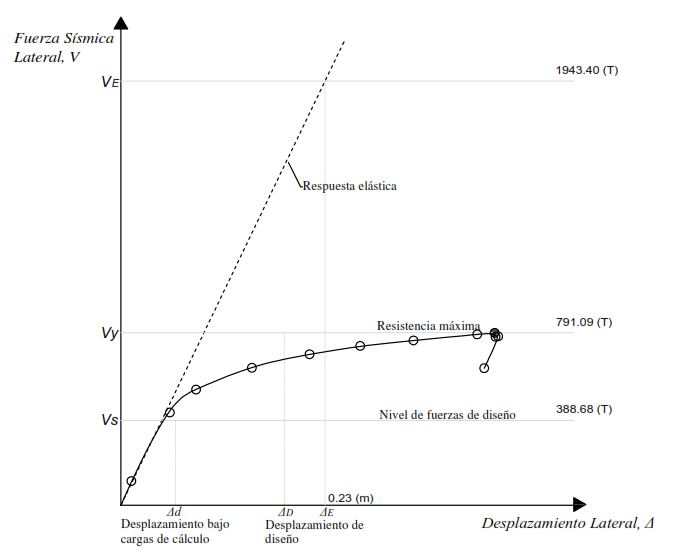 Fuerza Sísmica
Lateral, V
VE
1943.40 (T)
Respuesta elástica
Vy
Resistencia máxima
791.09 (T)
Vs
Nivel de fuerzas de diseño
388.68 (T)
0.23 (m)
Δd
ΔD
ΔE
Desplazamiento bajo
cargas de cálculo
Desplazamiento de
diseño
Desplazamiento Lateral, Δ